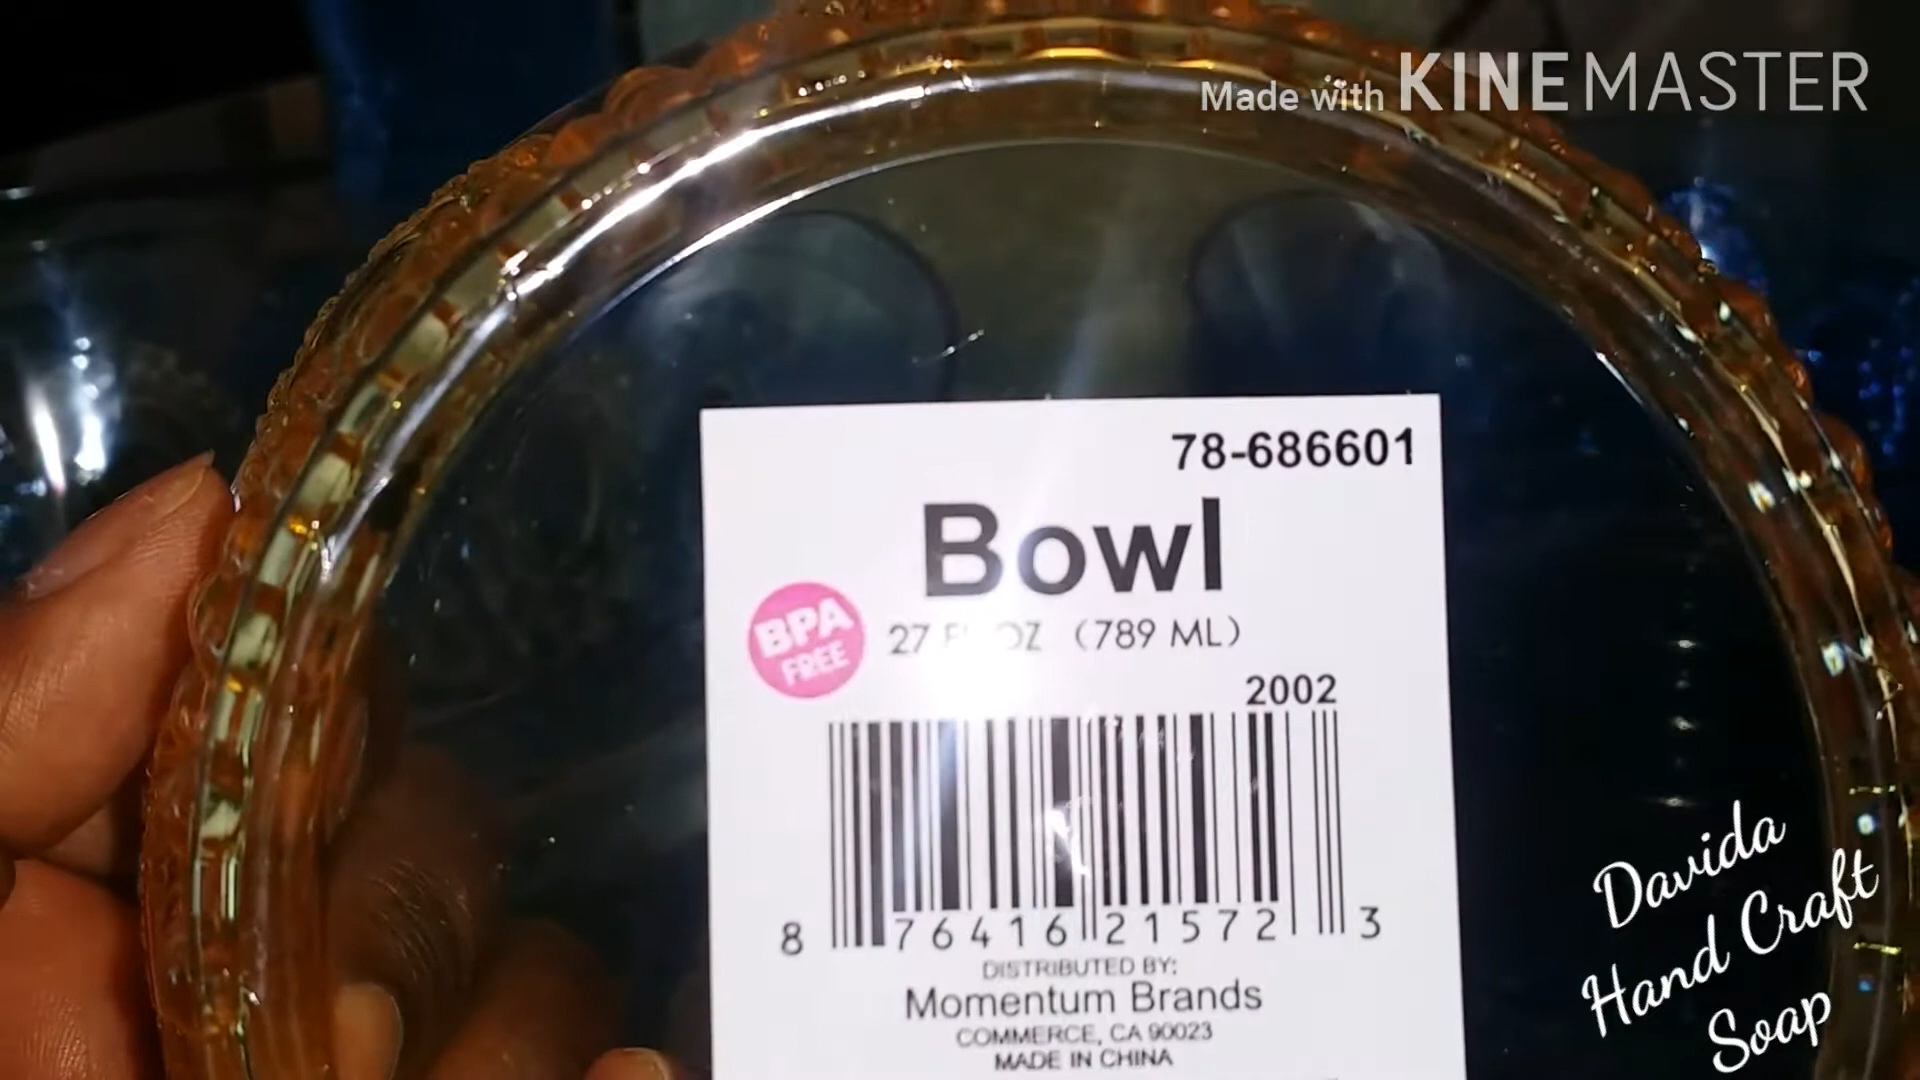 Made with KINEMASTER
78-686601
Bowl
BPA
FREE
27 FL OZ (789 ML)
2002
8 76416 21572 3
DISTRIBUTED BY:
Momentum Brands
COMMERCE, CA 90023
MADE IN CHINA
Davida
Hand Craft
Soap